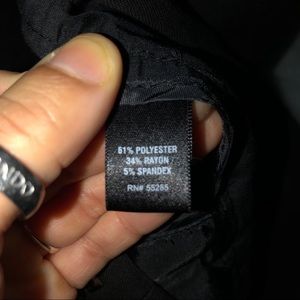 61% POLYESTER
34% RAYON
5% SPANDEX
RN# 55285